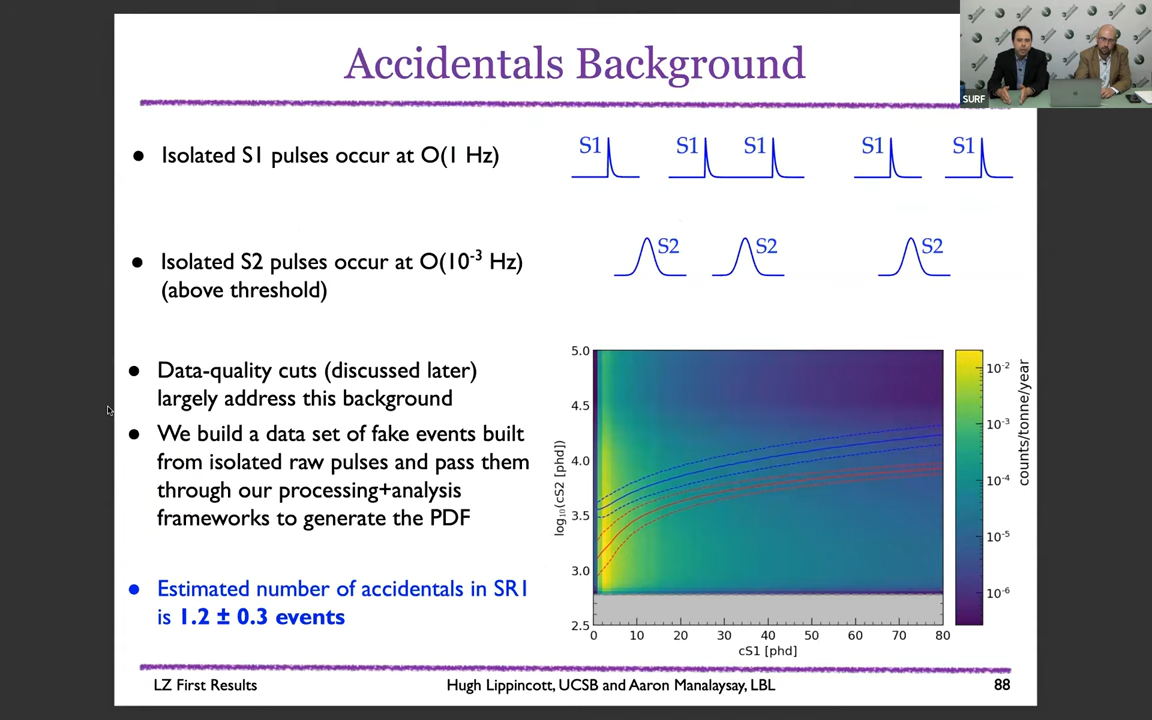 Accidentals Background
SURF
● Isolated S1 pulses occur at O(1 Hz)
S1 S1 S1 S1 S1
● Isolated S2 pulses occur at O(10⁻³ Hz)
(above threshold)
S2 S2 S2
● Data-quality cuts (discussed later)
largely address this background
● We build a data set of fake events built
from isolated raw pulses and pass them
through our processing+analysis
frameworks to generate the PDF
● Estimated number of accidentals in SR1
is 1.2 ± 0.3 events
log₁₀(cS2 [phd])
5.0
4.5
4.0
3.5
3.0
2.5
0 10 20 30 40 50 60 70 80
cS1 [phd]
10⁻²
10⁻³
10⁻⁴
10⁻⁵
10⁻⁶
counts/tonne/year
LZ First Results Hugh Lippincott, UCSB and Aaron Manalaysay, LBL 88